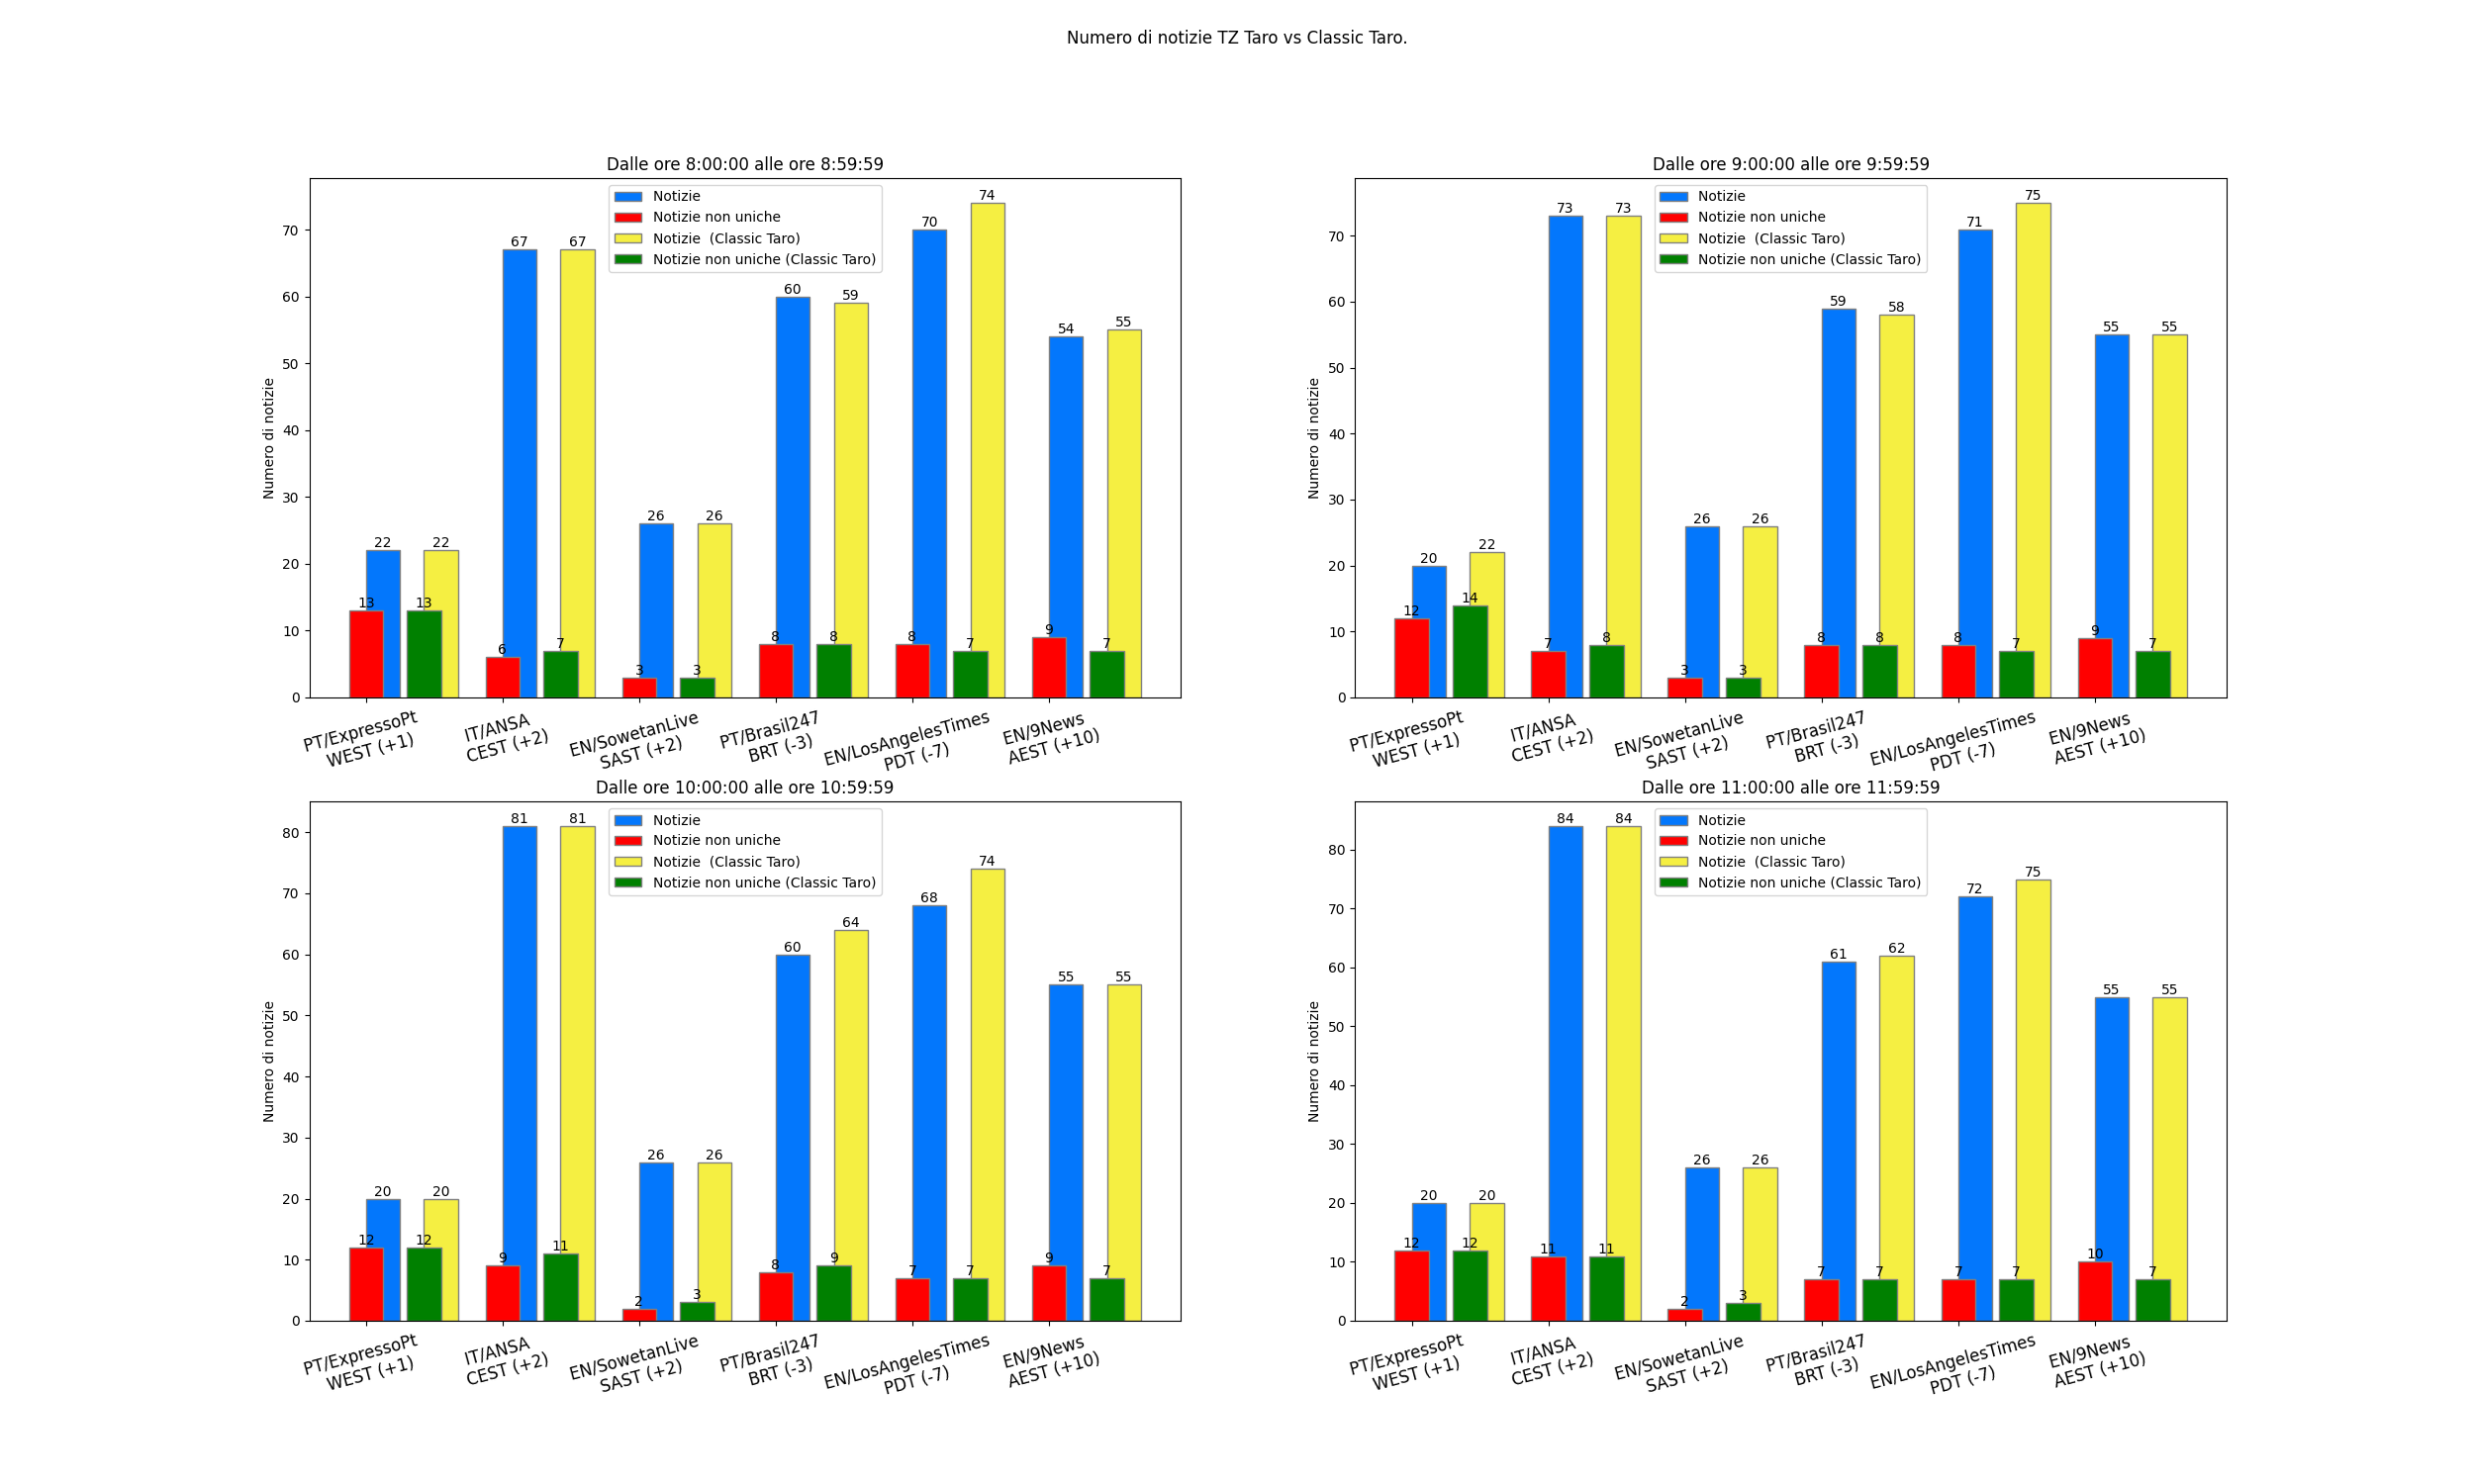 Numero di notizie TZ Taro vs Classic Taro.
Dalle ore 8:00:00 alle ore 8:59:59
Numero di notizie
0
10
20
30
40
50
60
70
Notizie
Notizie non uniche
Notizie  (Classic Taro)
Notizie non uniche (Classic Taro)
22
67
26
60
70
54
13
6
3
8
8
9
22
67
26
59
74
55
13
7
3
8
7
7
PT/ExpressoPt
WEST (+1)
IT/ANSA
CEST (+2)
EN/SowetanLive
SAST (+2)
PT/Brasil247
BRT (-3)
EN/LosAngelesTimes
PDT (-7)
EN/9News
AEST (+10)
Dalle ore 9:00:00 alle ore 9:59:59
Numero di notizie
0
10
20
30
40
50
60
70
Notizie
Notizie non uniche
Notizie  (Classic Taro)
Notizie non uniche (Classic Taro)
20
73
26
59
71
55
12
7
3
8
8
9
22
73
26
58
75
55
14
8
3
8
7
7
PT/ExpressoPt
WEST (+1)
IT/ANSA
CEST (+2)
EN/SowetanLive
SAST (+2)
PT/Brasil247
BRT (-3)
EN/LosAngelesTimes
PDT (-7)
EN/9News
AEST (+10)
Dalle ore 10:00:00 alle ore 10:59:59
Numero di notizie
0
10
20
30
40
50
60
70
80
Notizie
Notizie non uniche
Notizie  (Classic Taro)
Notizie non uniche (Classic Taro)
20
81
26
60
68
55
12
9
2
8
7
9
20
81
26
64
74
55
12
11
3
9
7
7
PT/ExpressoPt
WEST (+1)
IT/ANSA
CEST (+2)
EN/SowetanLive
SAST (+2)
PT/Brasil247
BRT (-3)
EN/LosAngelesTimes
PDT (-7)
EN/9News
AEST (+10)
Dalle ore 11:00:00 alle ore 11:59:59
Numero di notizie
0
10
20
30
40
50
60
70
80
Notizie
Notizie non uniche
Notizie  (Classic Taro)
Notizie non uniche (Classic Taro)
20
84
26
61
72
55
12
11
2
7
7
10
20
84
26
62
75
55
12
11
3
7
7
7
PT/ExpressoPt
WEST (+1)
IT/ANSA
CEST (+2)
EN/SowetanLive
SAST (+2)
PT/Brasil247
BRT (-3)
EN/LosAngelesTimes
PDT (-7)
EN/9News
AEST (+10)